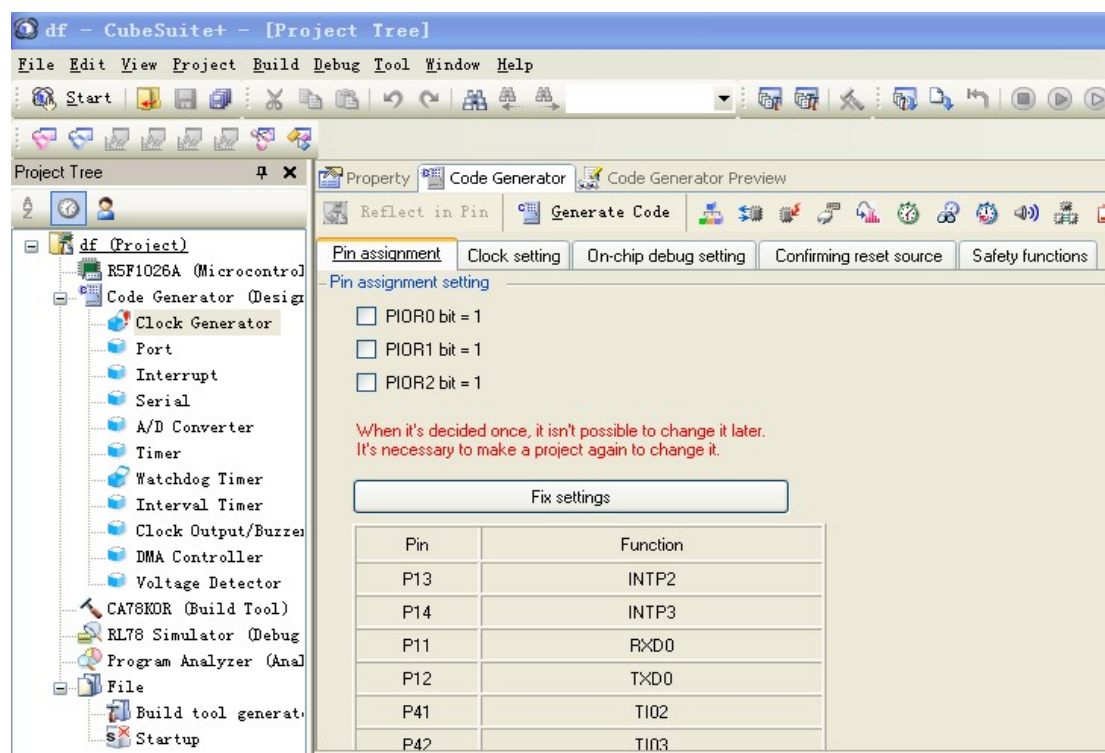 df - CubeSuite+ - [Project Tree]
File Edit View Project Build Debug Tool Window Help
Start
Project Tree
Property Code Generator Code Generator Preview
Reflect in Pin Generate Code
Pin assignment Clock setting On-chip debug setting Confirming reset source Safety functions
df (Project)
R5F1026A (Microcontrol
Code Generator (Design
Clock Generator
Port
Interrupt
Serial
A/D Converter
Timer
Watchdog Timer
Interval Timer
Clock Output/Buzzer
DMA Controller
Voltage Detector
CA78K0R (Build Tool)
RL78 Simulator (Debug
Program Analyzer (Anal
File
Build tool generat
Startup
Pin assignment setting
PIOR0 bit = 1
PIOR1 bit = 1
PIOR2 bit = 1
When it's decided once, it isn't possible to change it later.
It's necessary to make a project again to change it.
Fix settings
Pin Function
P13 INTP2
P14 INTP3
P11 RXD0
P12 TXD0
P41 TI02
P42 TI03